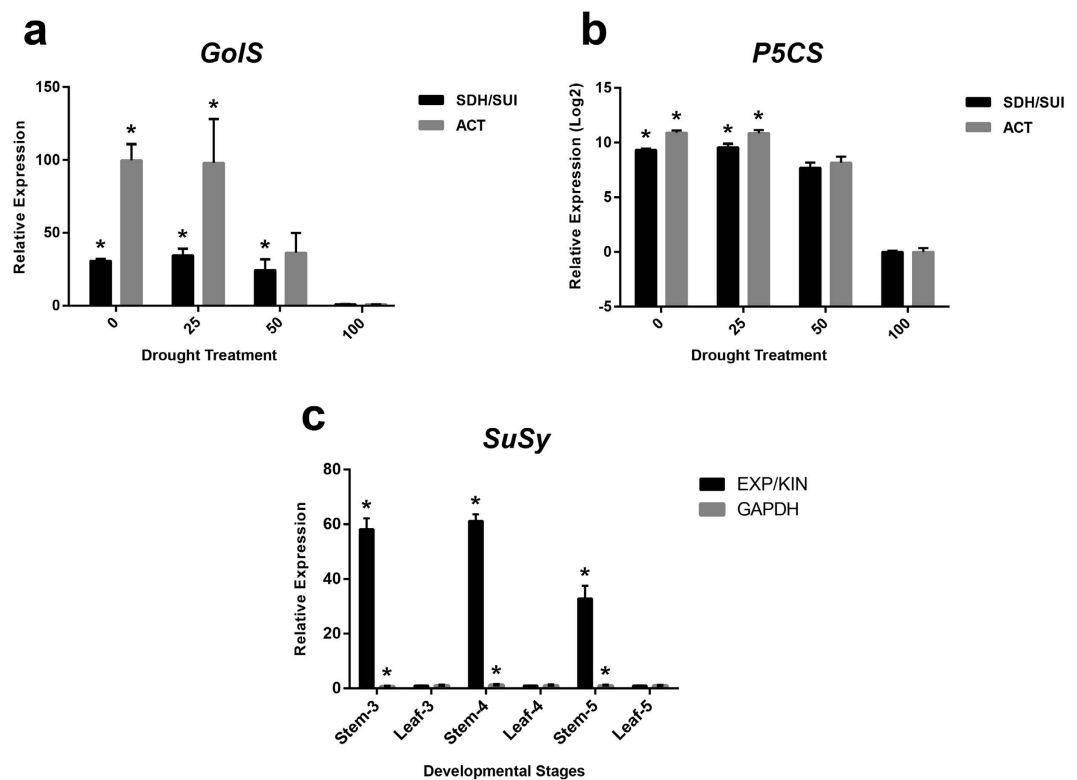 a
GolS
Relative Expression
150
100
50
0
* * * * *
0 25 50 100
Drought Treatment
SDH/SUI
ACT
b
P5CS
Relative Expression (Log2)
15
10
5
0
-5
* * * *
0 25 50 100
Drought Treatment
SDH/SUI
ACT
c
SuSy
Relative Expression
80
60
40
20
0
* * * * * *
Stem-3 Leaf-3 Stem-4 Leaf-4 Stem-5 Leaf-5
Developmental Stages
EXP/KIN
GAPDH